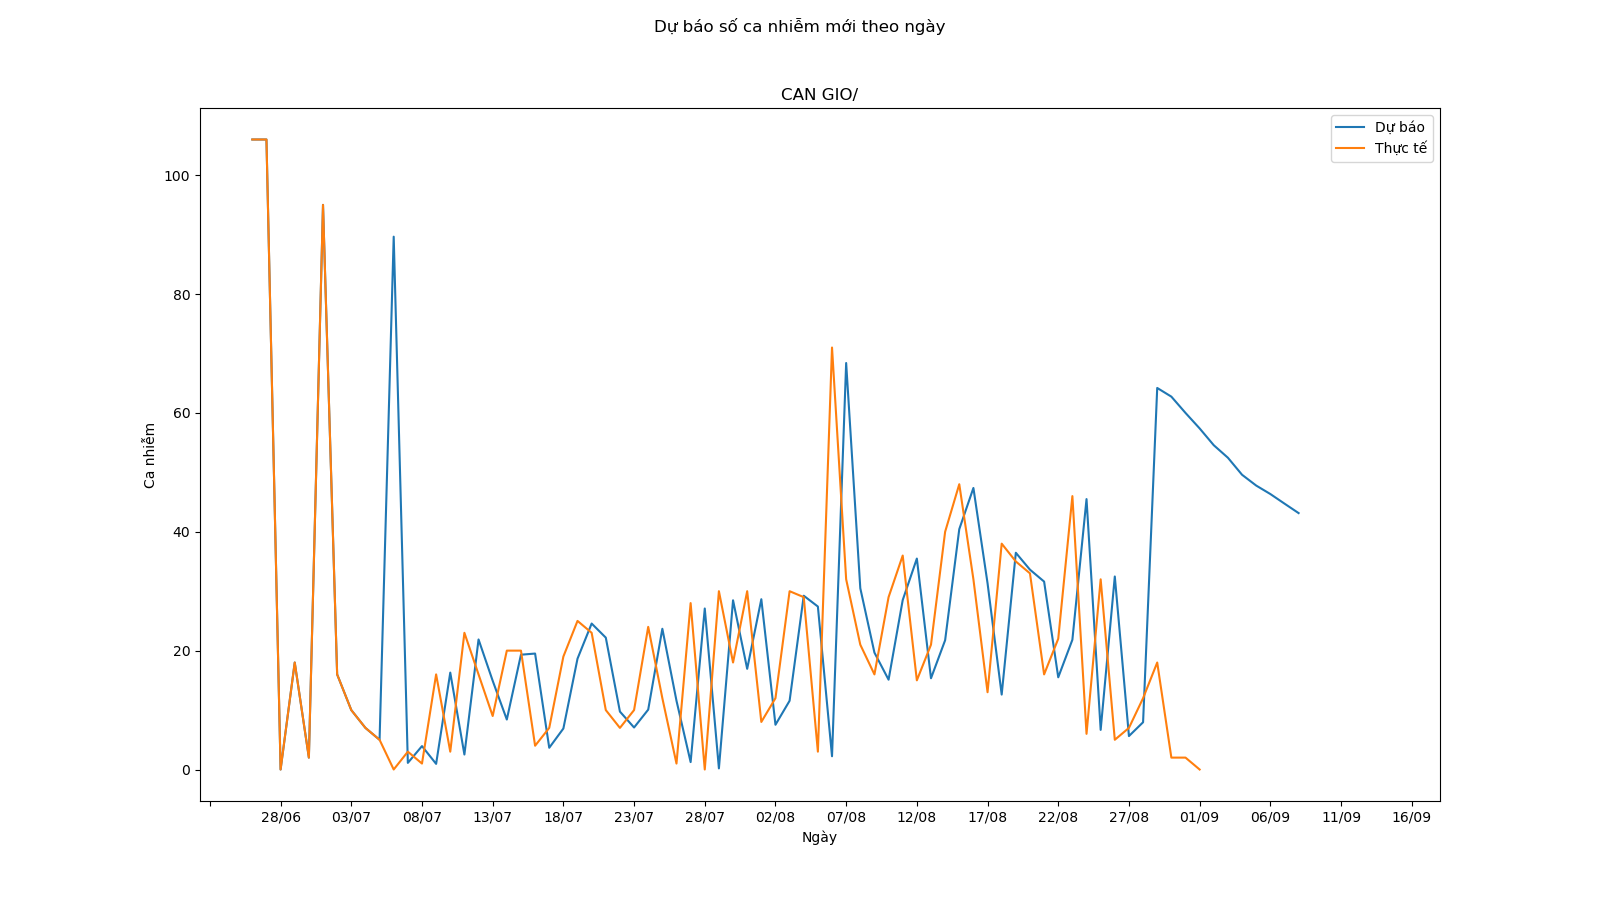 Dự báo số ca nhiễm mới theo ngày
CAN GIO/
Dự báo
Thực tế
100
80
60
40
20
0
Ca nhiễm
28/06 03/07 08/07 13/07 18/07 23/07 28/07 02/08 07/08 12/08 17/08 22/08 27/08 01/09 06/09 11/09 16/09
Ngày